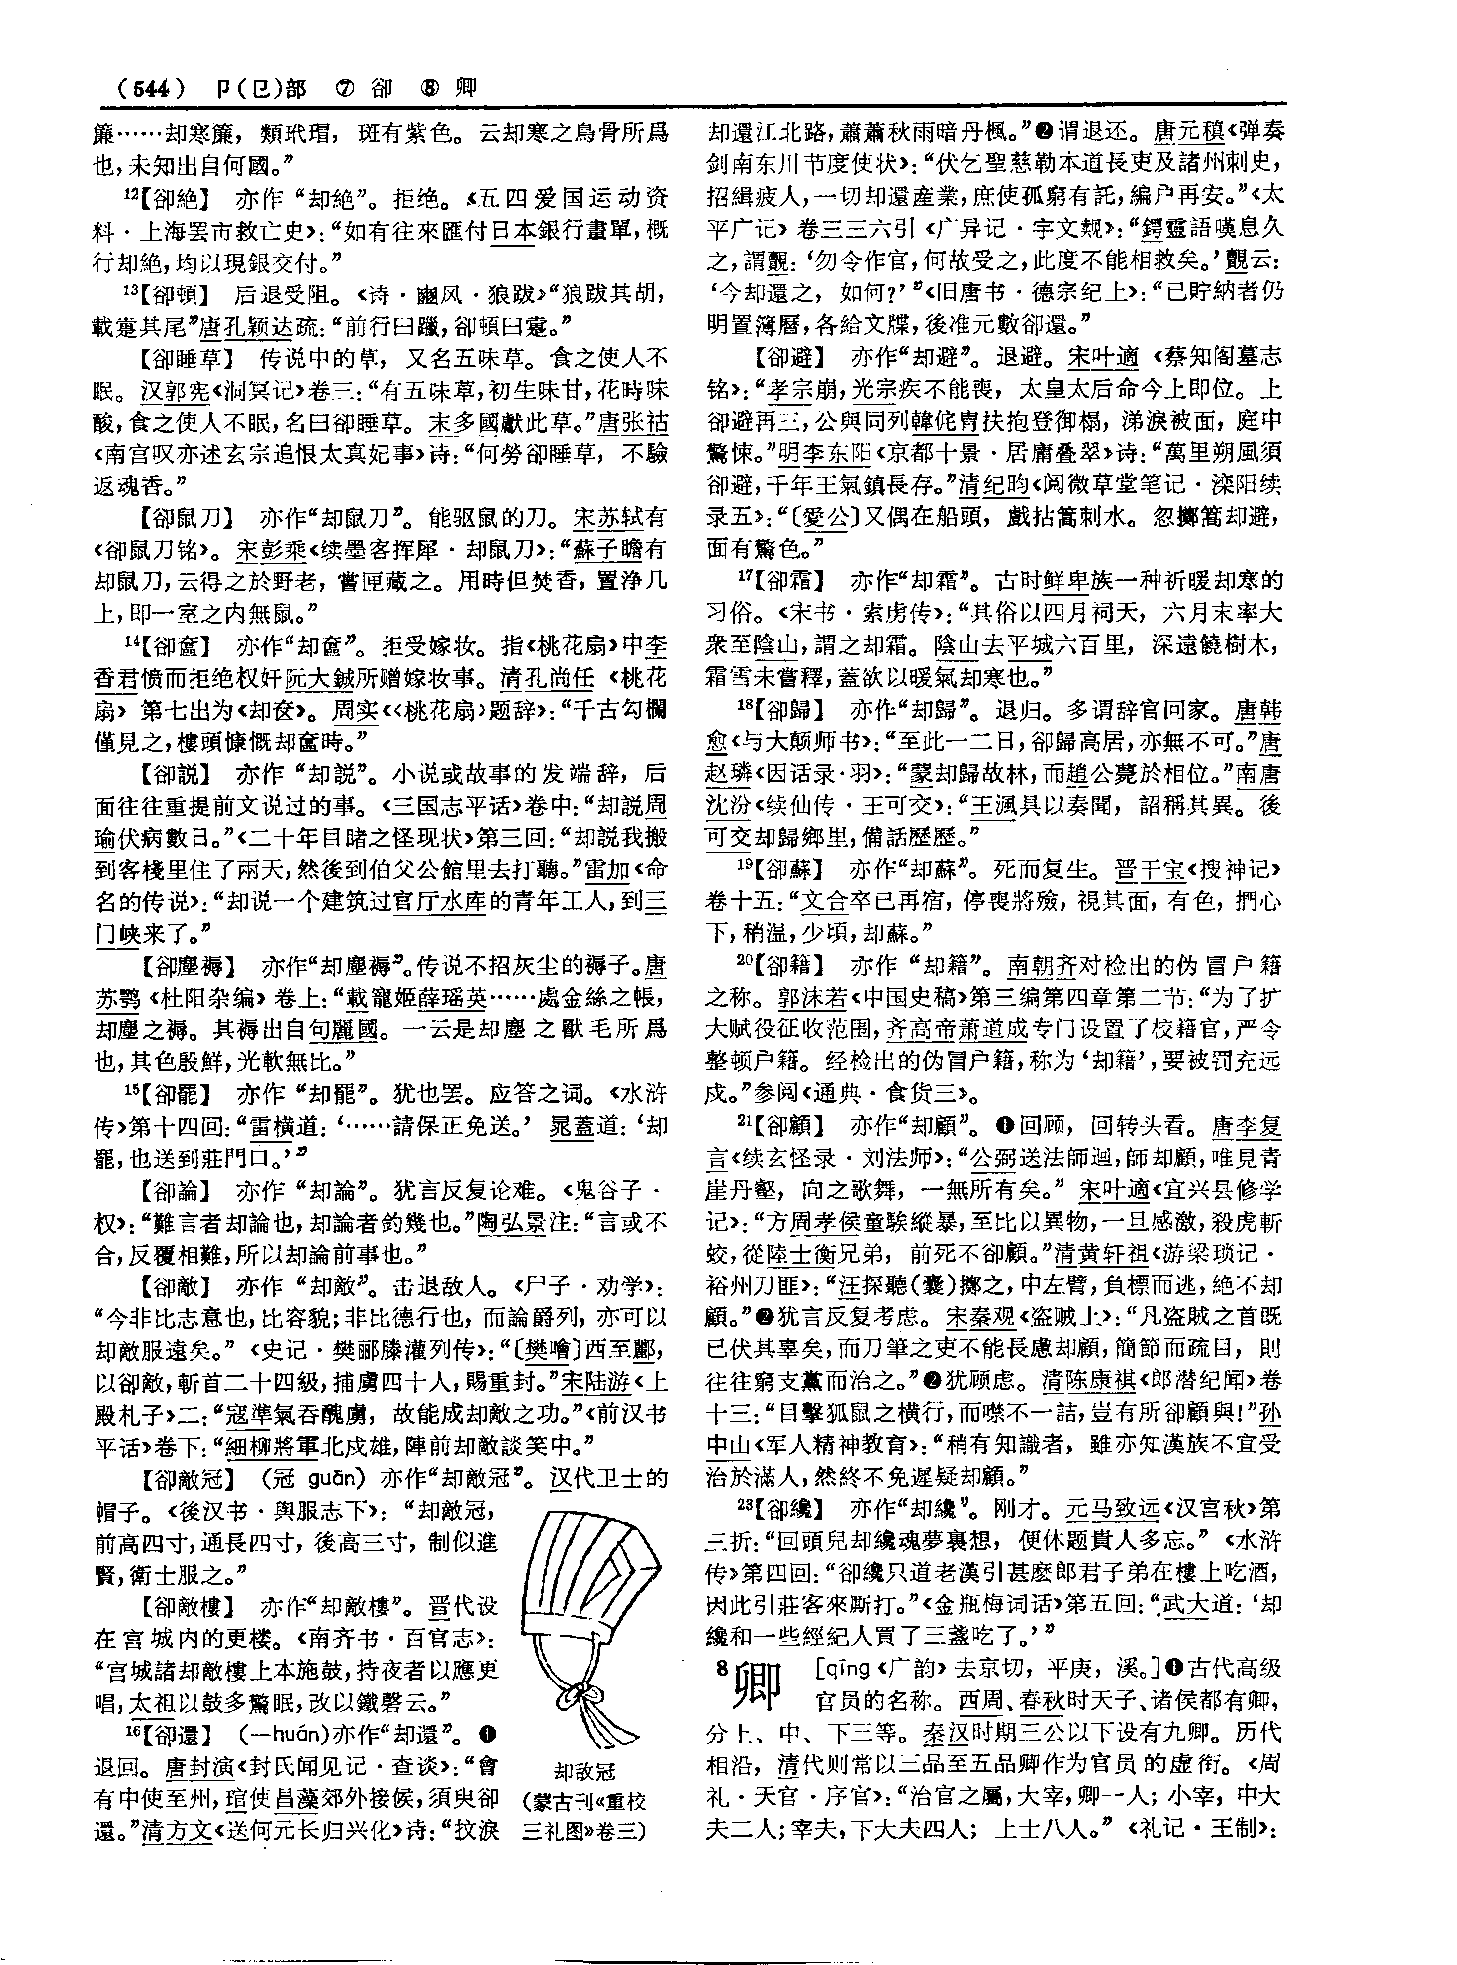 （544） 卩(㔾)部 ⑦ 卻 ⑧ 卿
簾……却寒簾，類玳瑁，斑有紫色。云却寒之鳥骨所爲
也，未知出自何國。”
12【卻絶】 亦作“却絶”。拒绝。《五四爱国运动资
料·上海罢市救亡史》：“如有往來匯付日本銀行畫單，概
行却絶，均以現銀交付。”
13【卻頓】 后退受阻。《诗·豳风·狼跋》“狼跋其胡，
載疐其尾”唐孔颖达疏：“前行曰躐，卻頓曰疐。”
【卻睡草】 传说中的草，又名五味草。食之使人不
眠。汉郭宪《洞冥记》卷三：“有五味草，初生味甘，花時味
酸，食之使人不眠，名曰卻睡草。末多國獻此草。”唐张祜
《南宫叹亦述玄宗追恨太真妃事》诗：“何勞卻睡草，不驗
返魂香。”
【卻鼠刀】 亦作“却鼠刀”。能驱鼠的刀。宋苏轼有
《卻鼠刀铭》。宋彭乘《续墨客挥犀·却鼠刀》：“蘇子瞻有
却鼠刀，云得之於野老，嘗匣藏之。用時但焚香，置浄几
上，即一室之内無鼠。”
14【卻奩】 亦作“却奩”。拒受嫁妆。指《桃花扇》中李
香君愤而拒绝权奸阮大鋮所赠嫁妆事。清孔尚任《桃花
扇》第七出为《却奁》。周实《〈桃花扇〉题辞》：“千古勾欄
僅見之，樓頭慷慨却奩時。”
【卻説】 亦作“却説”。小说或故事的发端辞，后
面往往重提前文说过的事。《三国志平话》卷中：“却説周
瑜伏病數日。”《二十年目睹之怪现状》第三回：“却説我搬
到客棧里住了兩天，然後到伯父公館里去打聽。”雷加《命
名的传说》：“却说一个建筑过官厅水库的青年工人，到三
门峡来了。”
【卻塵褥】 亦作“却塵褥”。传说不招灰尘的褥子。唐
苏鹗《杜阳杂编》卷上：“載寵姬薛瑶英……處金絲之帳，
却塵之褥。其褥出自句麗國。一云是却塵之獸毛所爲
也，其色殷鮮，光軟無比。”
15【卻罷】 亦作“却罷”。犹也罢。应答之词。《水浒
传》第十四回：“雷横道：‘……請保正免送。’晁蓋道：‘却
罷，也送到莊門口。’”
【卻論】 亦作“却論”。犹言反复论难。《鬼谷子·
权》：“難言者却論也，却論者釣幾也。”陶弘景注：“言或不
合，反覆相難，所以却論前事也。”
【卻敵】 亦作“却敵”。击退敌人。《尸子·劝学》：
“今非比志意也，比容貌；非比德行也，而論爵列，亦可以
却敵服遠矣。”《史记·樊郦滕灌列传》：“〔樊噲〕西至酈，
以卻敵，斬首二十四級，捕虜四十人，賜重封。”宋陆游《上
殿札子》二：“寇準氣吞醜虜，故能成却敵之功。”《前汉书
平话》卷下：“細柳將軍北戍雄，陣前却敵談笑中。”
【卻敵冠】 （冠 guān）亦作“却敵冠”。汉代卫士的
帽子。《後汉书·舆服志下》：“却敵冠，
前高四寸，通長四寸，後高三寸，制似進
賢，衛士服之。”
【卻敵樓】 亦作“却敵樓”。晋代设
在宫城内的更楼。《南齐书·百官志》：
“宫城諸却敵樓上本施鼓，持夜者以應更
唱，太祖以鼓多驚眠，改以鐵磬云。”
16【卻還】 （—huán）亦作“却還”。❶
退回。唐封演《封氏闻见记·查谈》：“會
有中使至州，琯使昌藻郊外接候，須臾卻
還。”清方文《送何元长归兴化》诗：“抆淚
却敌冠
（蒙古刊《重校
三礼图》卷三）
却還江北路，蕭蕭秋雨暗丹楓。”❷谓退还。唐元稹《弹奏
剑南东川节度使状》：“伏乞聖慈勒本道長吏及諸州刺史，
招緝疲人，一切却還産業，庶使孤窮有託，編户再安。”《太
平广记》卷三三六引《广异记·宇文觌》：“鍔靈語嘆息久
之，謂覿：‘勿令作官，何故受之，此度不能相救矣。’覿云：
‘今却還之，如何？’”《旧唐书·德宗纪上》：“已貯納者仍
明置簿曆，各給文牒，後准元數卻還。”
【卻避】 亦作“却避”。退避。宋叶適《蔡知阁墓志
铭》：“孝宗崩，光宗疾不能喪，太皇太后命今上即位。上
卻避再三，公與同列韓侂胄扶抱登御榻，涕淚被面，庭中
驚悚。”明李东阳《京都十景·居庸叠翠》诗：“萬里朔風須
卻避，千年王氣鎮長存。”清纪昀《阅微草堂笔记·滦阳续
录五》：“〔愛公〕又偶在船頭，戲拈篙刺水。忽擲篙却避，
面有驚色。”
17【卻霜】 亦作“却霜”。古时鲜卑族一种祈暖却寒的
习俗。《宋书·索虏传》：“其俗以四月祠天，六月末率大
衆至陰山，謂之却霜。陰山去平城六百里，深遠饒樹木，
霜雪未嘗釋，蓋欲以暖氣却寒也。”
18【卻歸】 亦作“却歸”。退归。多谓辞官回家。唐韩
愈《与大颠师书》：“至此一二日，卻歸高居，亦無不可。”唐
赵璘《因话录·羽》：“蒙却歸故林，而趙公薨於相位。”南唐
沈汾《续仙传·王可交》：“王渢具以奏聞，詔稱其異。後
可交却歸鄉里，備話歷歷。”
19【卻蘇】 亦作“却蘇”。死而复生。晋干宝《搜神记》
卷十五：“文合卒已再宿，停喪將殮，視其面，有色，捫心
下，稍温，少頃，却蘇。”
20【卻籍】 亦作“却籍”。南朝齐对检出的伪冒户籍
之称。郭沫若《中国史稿》第三编第四章第二节：“为了扩
大赋役征收范围，齐高帝萧道成专门设置了校籍官，严令
整顿户籍。经检出的伪冒户籍，称为‘却籍’，要被罚充远
戍。”参阅《通典·食货三》。
21【卻顧】 亦作“却顧”。❶回顾，回转头看。唐李复
言《续玄怪录·刘法师》：“公弼送法師迴，師却顧，唯見青
崖丹壑，向之歌舞，一無所有矣。”宋叶適《宜兴县修学
记》：“方周孝侯童騃縱暴，至比以異物，一旦感激，殺虎斬
蛟，從陸士衡兄弟，前死不卻顧。”清黄轩祖《游梁琐记·
裕州刀匪》：“汪探聽（囊）擲之，中左臂，負標而逃，絶不却
顧。”❷犹言反复考虑。宋秦观《盗贼上》：“凡盗賊之首既
已伏其辜矣，而刀筆之吏不能長慮却顧，簡節而疏目，則
往往窮支黨而治之。”❷犹顾虑。清陈康祺《郎潜纪闻》卷
十三：“目擊狐鼠之横行，而噤不一詰，豈有所卻顧與！”孙
中山《军人精神教育》：“稍有知識者，雖亦知漢族不宜受
治於滿人，然終不免遲疑却顧。”
23【卻纔】 亦作“却纔”。刚才。元马致远《汉宫秋》第
三折：“回頭兒却纔魂夢裏想，便休題貴人多忘。”《水浒
传》第四回：“卻纔只道老漢引甚麽郎君子弟在樓上吃酒，
因此引莊客來厮打。”《金瓶梅词话》第五回：“武大道：‘却
纔和一些經紀人買了三盞吃了。’”
8卿 [qīng《广韵》去京切，平庚，溪。]❶古代高级
官员的名称。西周、春秋时天子、诸侯都有卿，
分上、中、下三等。秦汉时期三公以下设有九卿。历代
相沿，清代则常以三品至五品卿作为官员的虚衔。《周
礼·天官·序官》：“治官之屬，大宰，卿一人；小宰，中大
夫二人；宰夫，下大夫四人；上士八人。”《礼记·王制》：